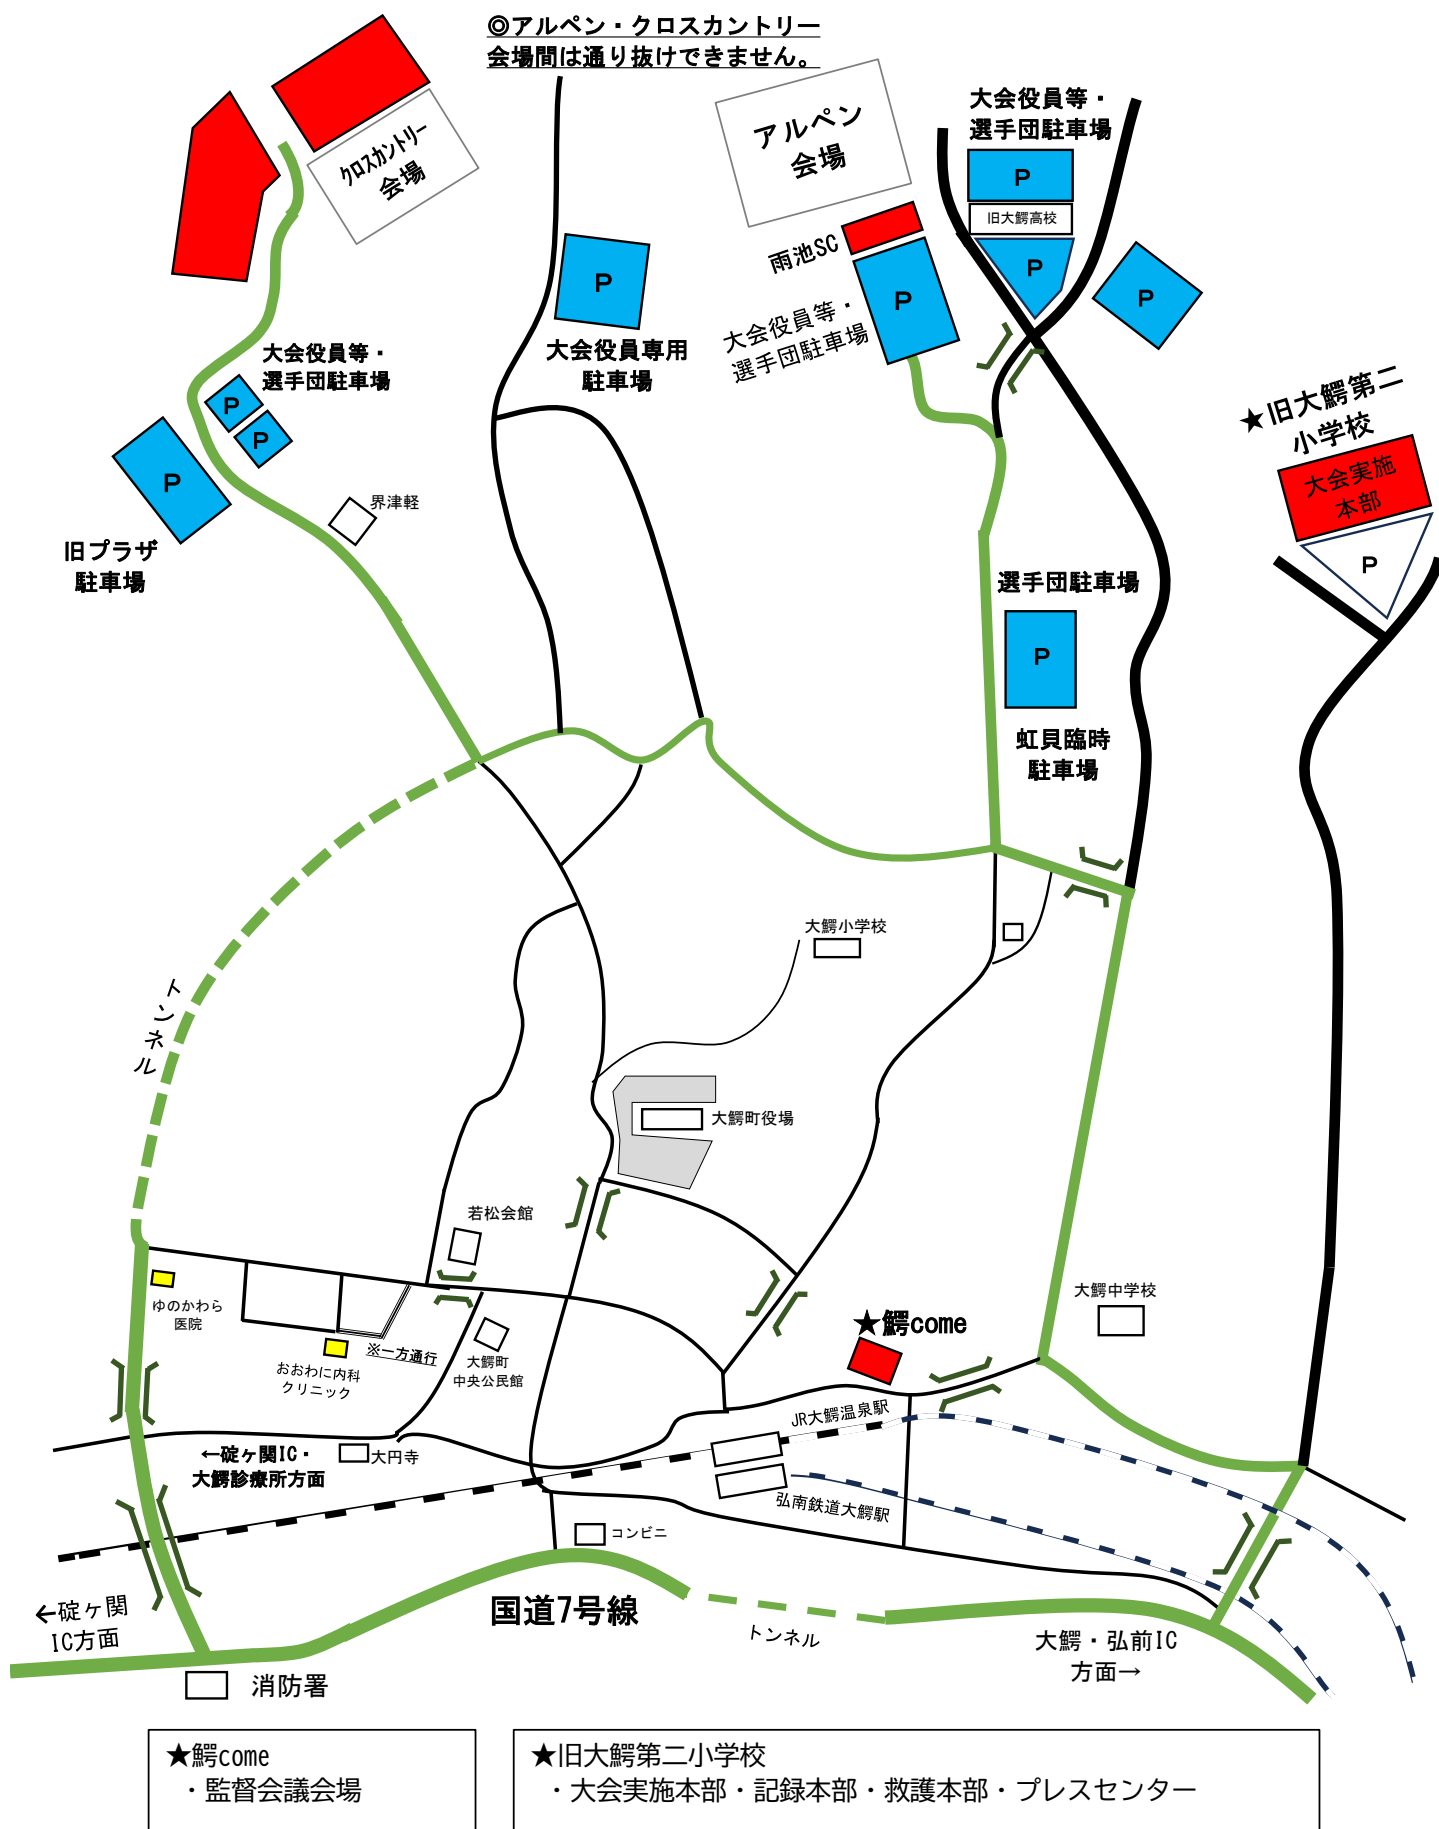 ◎アルペン・クロスカントリー
会場間は通り抜けできません。
クロスカントリー
会場
アルペン
会場
大会役員等・
選手団駐車場
P
旧大鰐高校
P
P
雨池SC
P
大会役員等・
選手団駐車場
P
大会役員専用
駐車場
大会役員等・
選手団駐車場
P
P
P
旧プラザ
駐車場
界津軽
★旧大鰐第二
小学校
大会実施
本部
P
選手団駐車場
P
虹貝臨時
駐車場
大鰐小学校
トンネル
大鰐町役場
若松会館
ゆのかわら
医院
おおわに内科
クリニック
※一方通行
大鰐町
中央公民館
★鰐come
大鰐中学校
JR大鰐温泉駅
←碇ヶ関IC・
大鰐診療所方面
大円寺
弘南鉄道大鰐駅
コンビニ
国道7号線
←碇ヶ関
IC方面
トンネル
大鰐・弘前IC
方面→
消防署
★鰐come
・監督会議会場
★旧大鰐第二小学校
・大会実施本部・記録本部・救護本部・プレスセンター